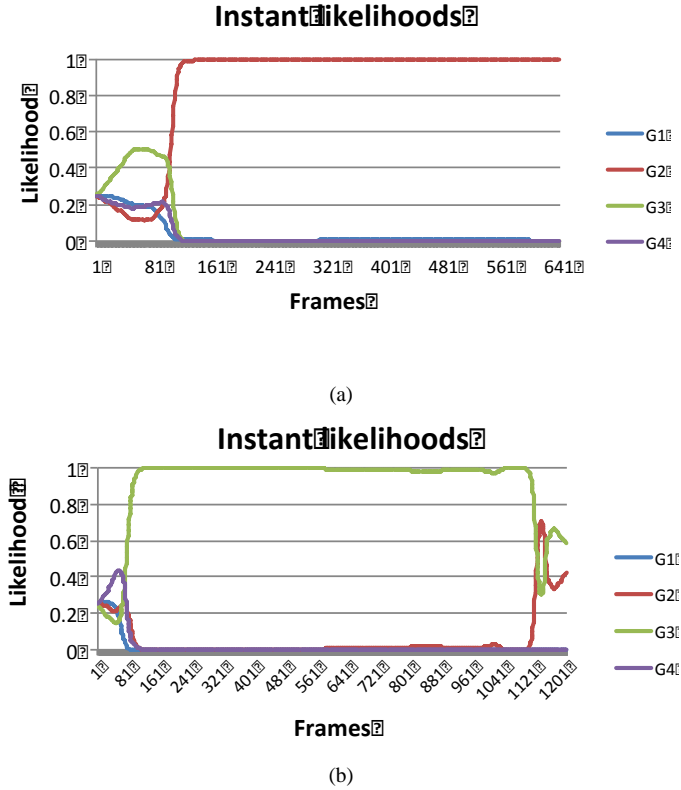 Instant likelihoods
1
0.8
0.6
0.4
0.2
0
Likelihood
1 81 161 241 321 401 481 561 641
Frames
G1
G2
G3
G4
(a)
Instant likelihoods
1
0.8
0.6
0.4
0.2
0
Likelihood
1 81 161 241 321 401 481 561 641 721 801 881 961 1041 1121 1201
Frames
G1
G2
G3
G4
(b)